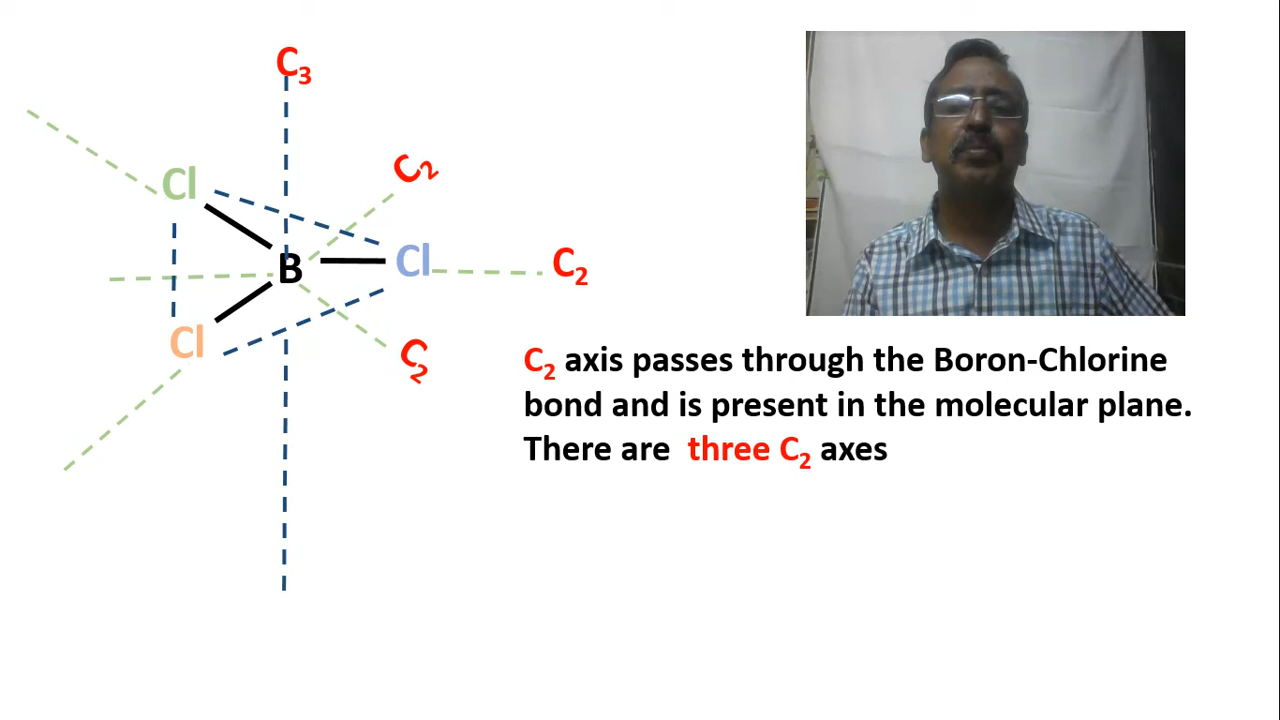 C₃
C₂
Cl
Cl
C₂
B
Cl
C₂
C₂ axis passes through the Boron-Chlorine
bond and is present in the molecular plane.
There are three C₂ axes